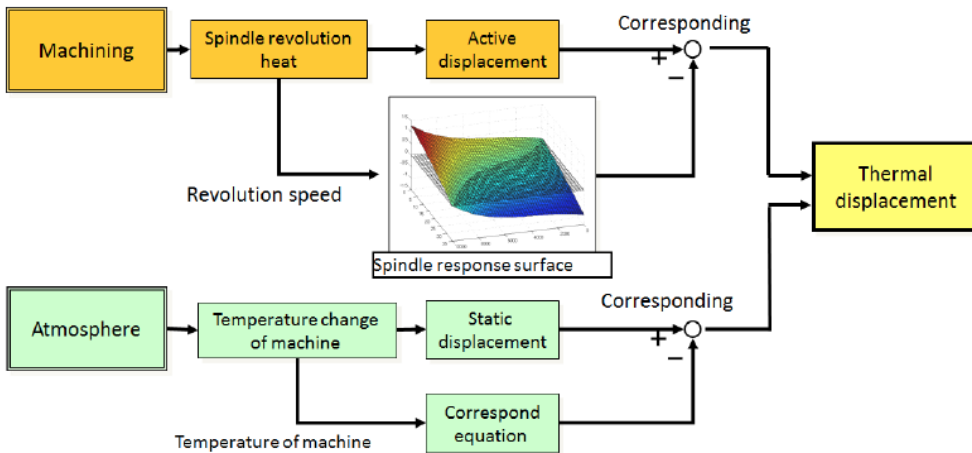 Machining
Spindle revolution
heat
Active
displacement
Corresponding
+
−
Revolution speed
Spindle response surface
Thermal
displacement
Atmosphere
Temperature change
of machine
Static
displacement
Corresponding
+
−
Temperature of machine
Correspond
equation